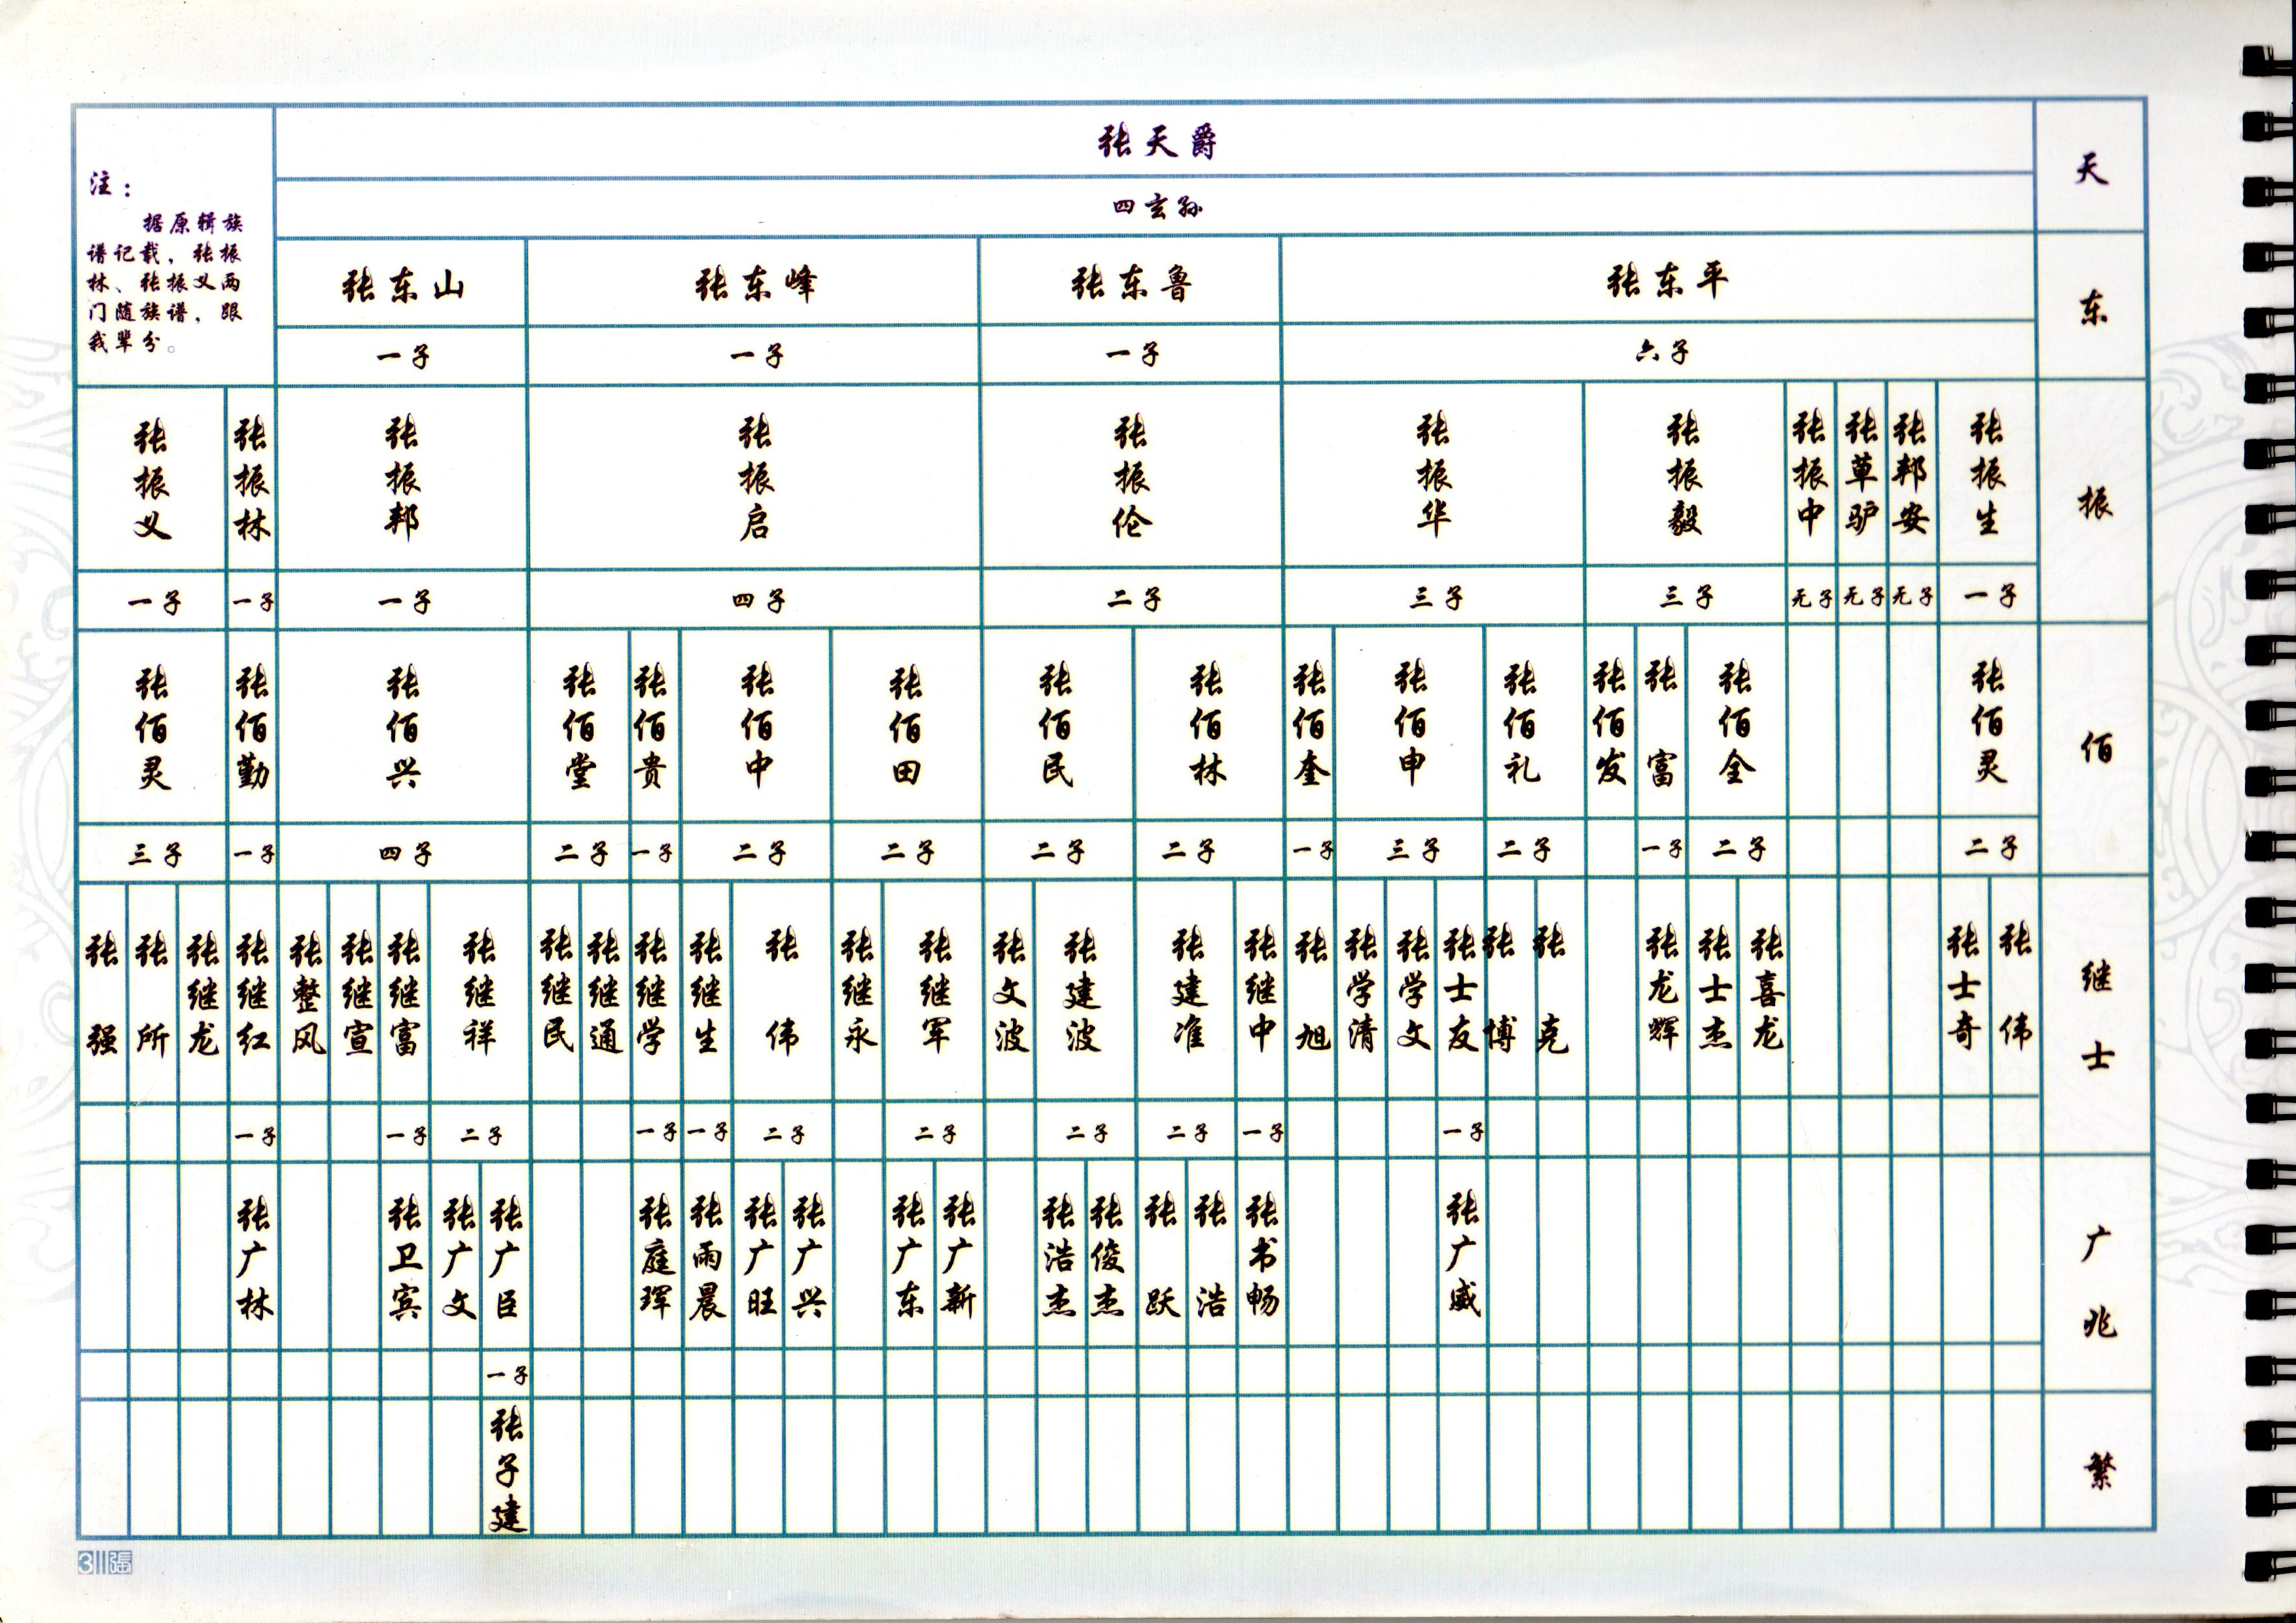 张天爵
天
四玄孙
注：
据原辑族
谱记载，张振
林、张振义两
门随族谱，跟
我辈分。
张东山 张东峰 张东鲁 张东平 东
一子 一子 一子 六子
张振义 张振林 张振邦 张振启 张振伦 张振华 张振毅 张振中 张草驴 张邦安 张振生 振
一子 一子 一子 四子 二子 三子 三子 无子 无子 无子 一子
张佰灵 张佰勤 张佰兴 张佰堂 张佰贵 张佰中 张佰田 张佰民 张佰林 张佰奎 张佰申 张佰礼 张佰发 张富 张佰全 张佰灵 佰
三子 一子 四子 二子 一子 二子 二子 二子 二子 一子 三子 二子 一子 二子 二子
张强 张所 张继龙 张继红 张整风 张继宣 张继富 张继祥 张继民 张继通 张继学 张继生 张伟 张继永 张继军 张文波 张建波 张建准 张继中 张旭 张学清 张学文 张士友 张博 张克 张龙辉 张士杰 张喜龙 张士奇 张伟 继士
一子 一子 二子 一子 一子 二子 二子 二子 二子 一子 一子
张广林 张卫宾 张广文 张广臣 张庭珲 张雨晨 张广旺 张广兴 张广东 张广新 张浩杰 张俊杰 张跃 张浩 张书畅 张广威 广兆
一子
张子建 繁
311張